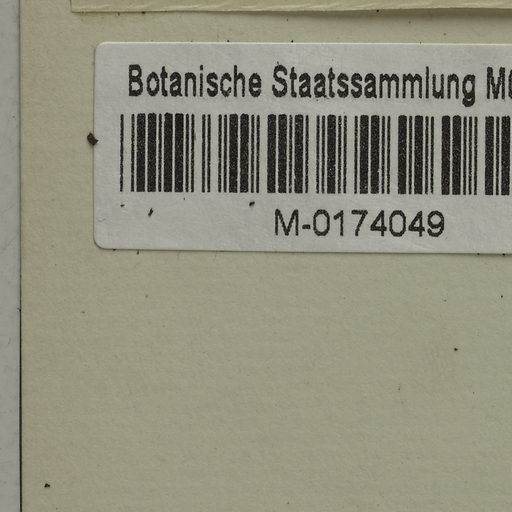 Botanische Staatssammlung
M-0174049